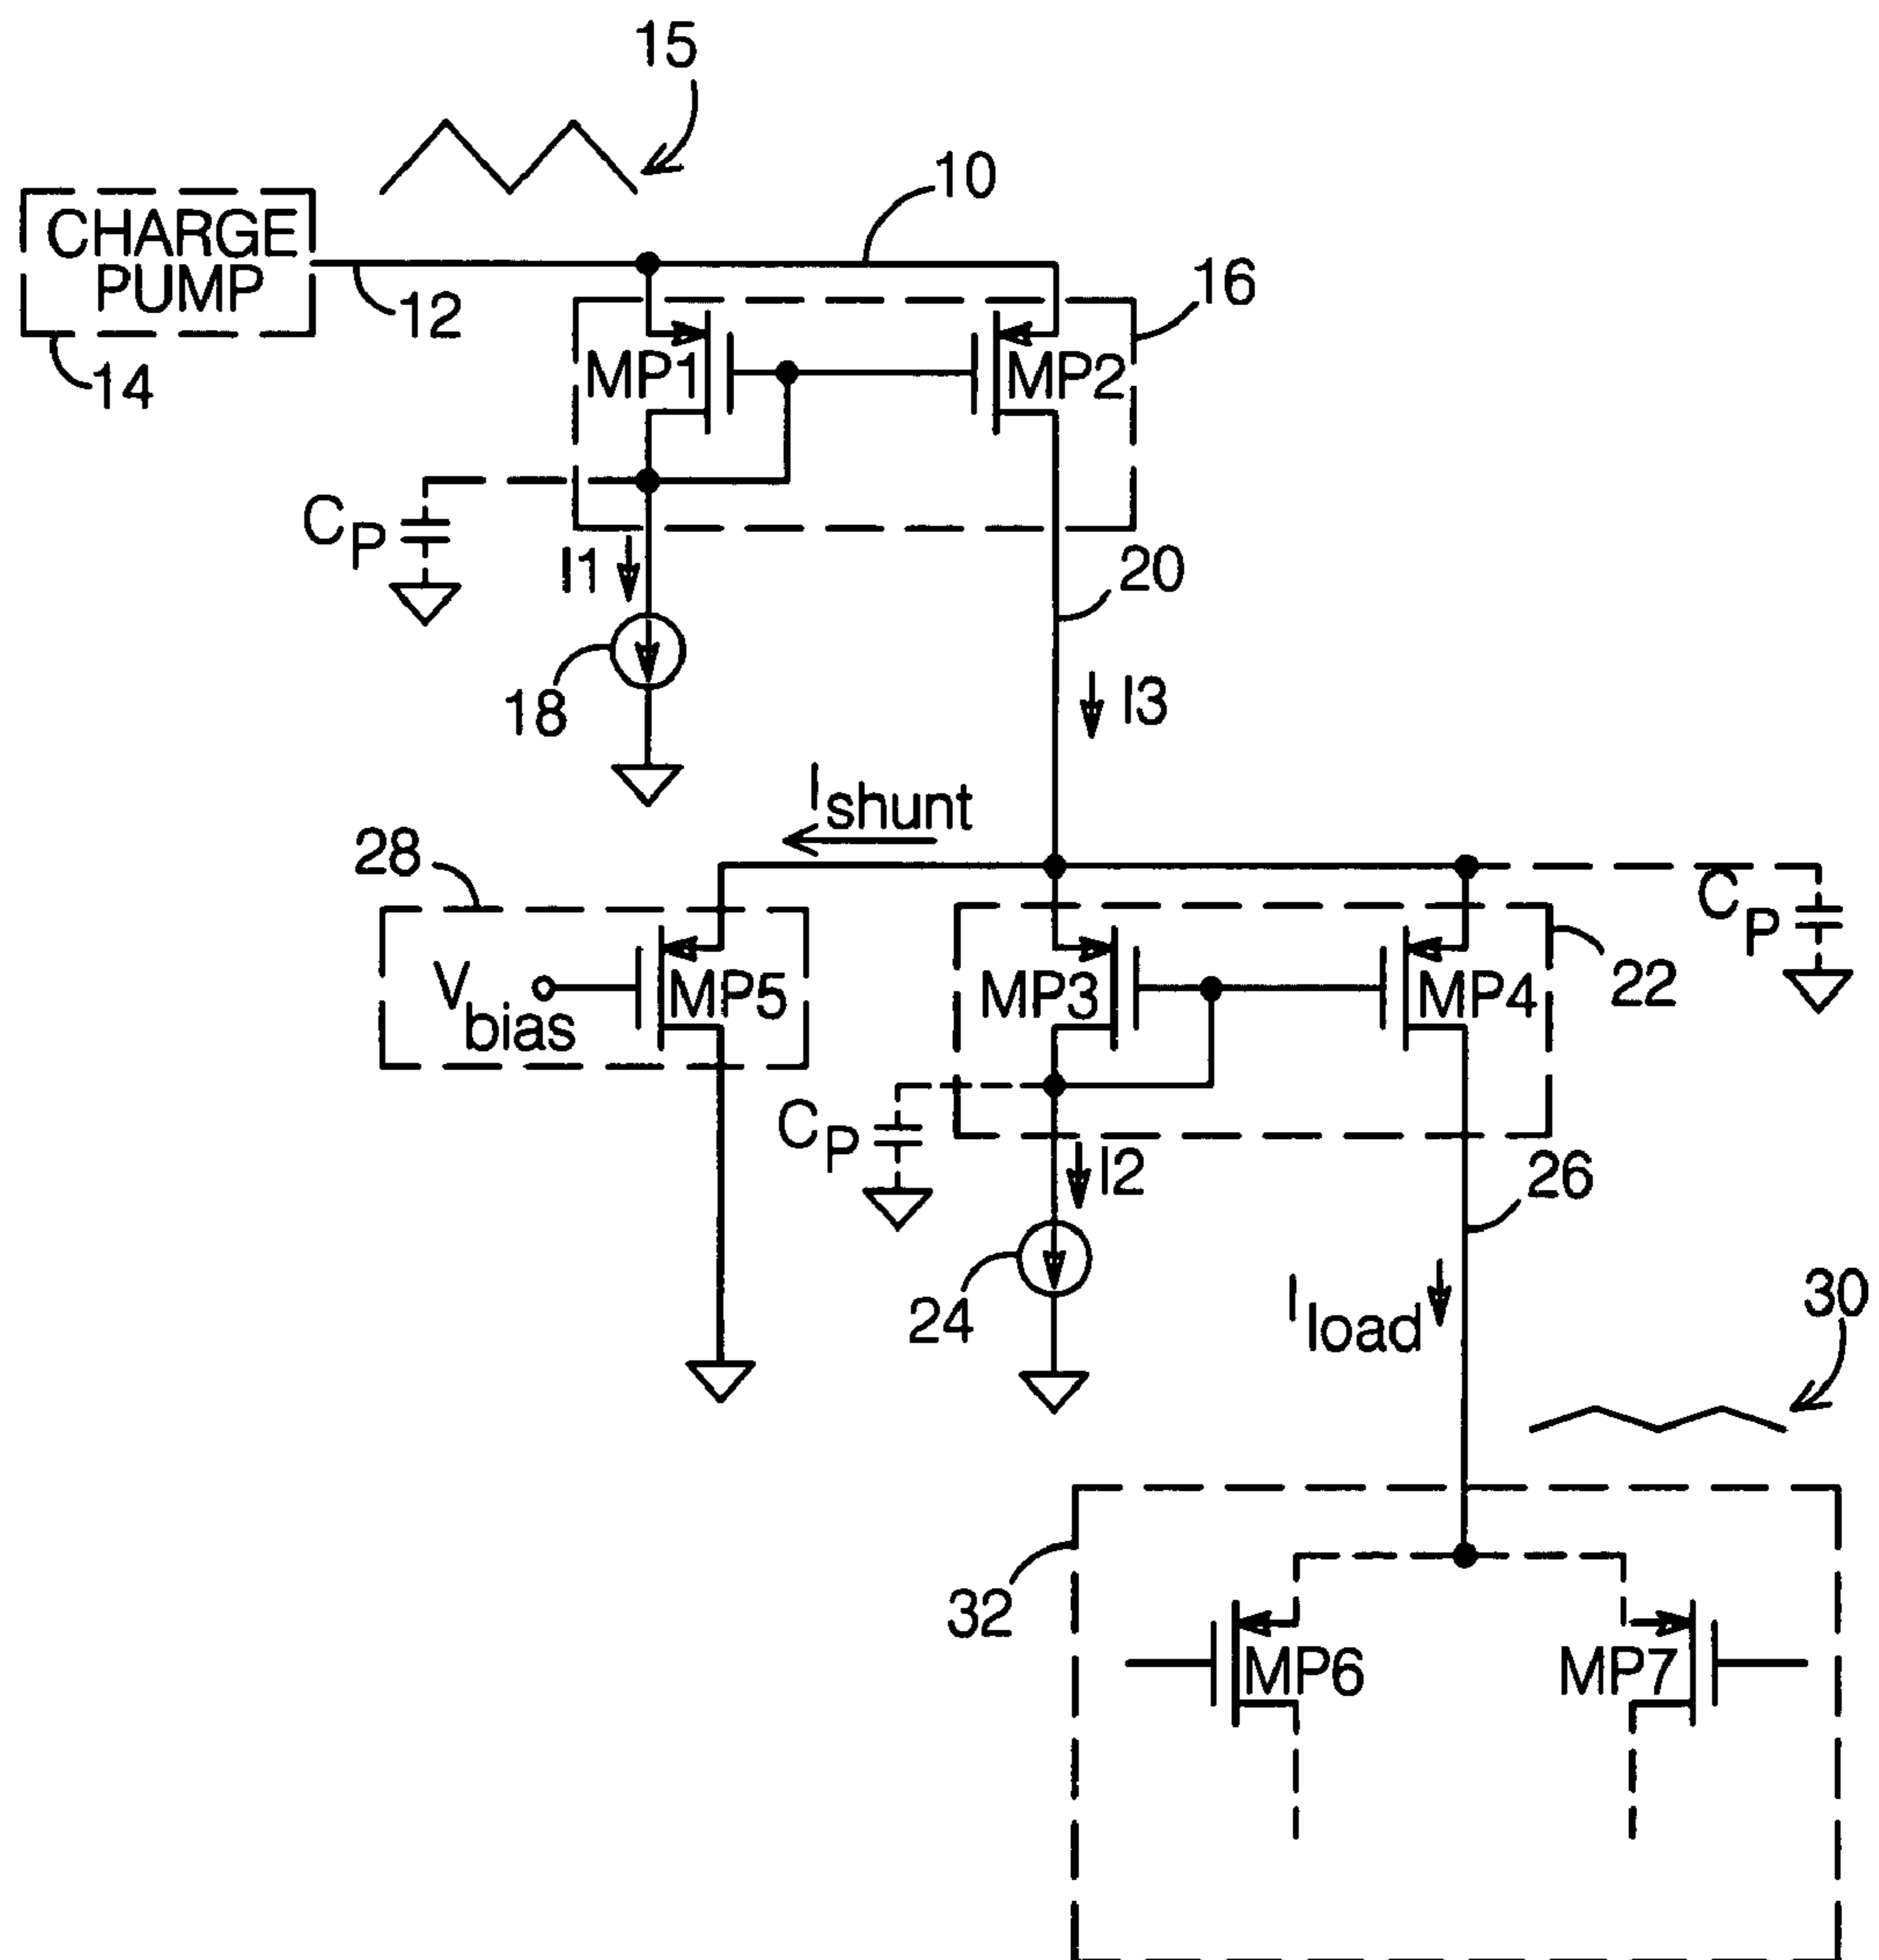 15
10
CHARGE
PUMP
12
16
14
MP1
MP2
CP
I1
20
18
I3
Ishunt
28
CP
Vbias
MP5
MP3
MP4
22
CP
I2
26
24
Iload
30
32
MP6
MP7